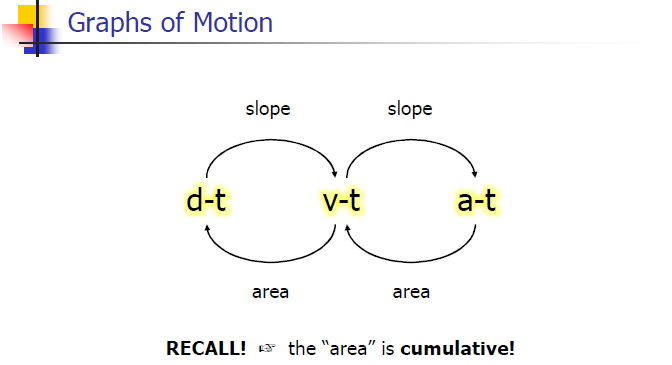 Graphs of Motion
slope slope
d-t v-t a-t
area area
RECALL! ☞ the “area” is cumulative!